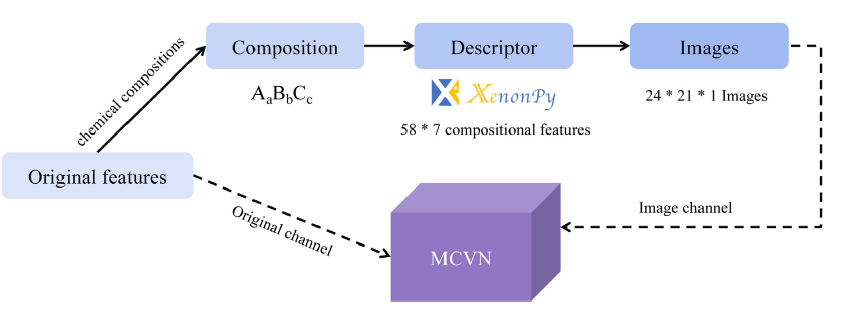 chemical compositions
Composition
Descriptor
Images
AₐBbCc
XenonPy
24 * 21 * 1 Images
58 * 7 compositional features
Original features
Original channel
Image channel
MCVN